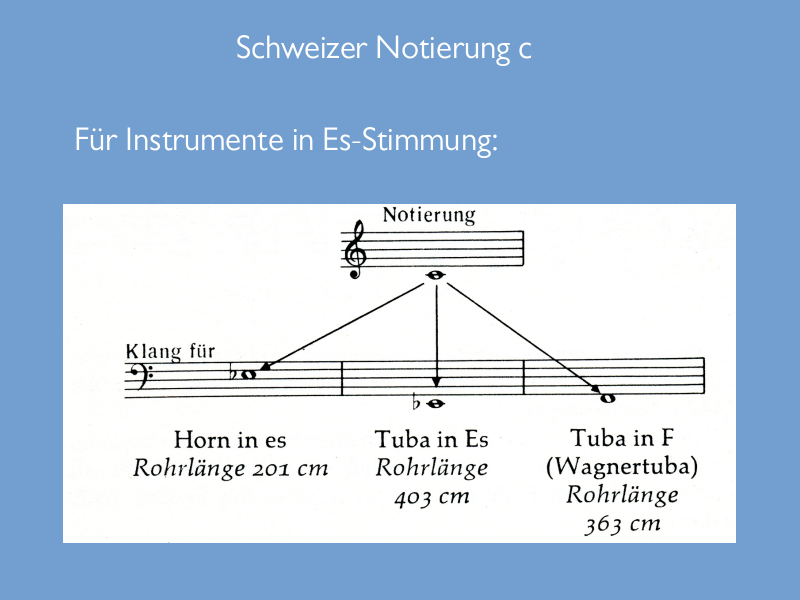 Schweizer Notierung c
Für Instrumente in Es-Stimmung:
Notierung
Klang für
Horn in es
Rohrlänge 201 cm
Tuba in Es
Rohrlänge
403 cm
Tuba in F
(Wagnertuba)
Rohrlänge
363 cm